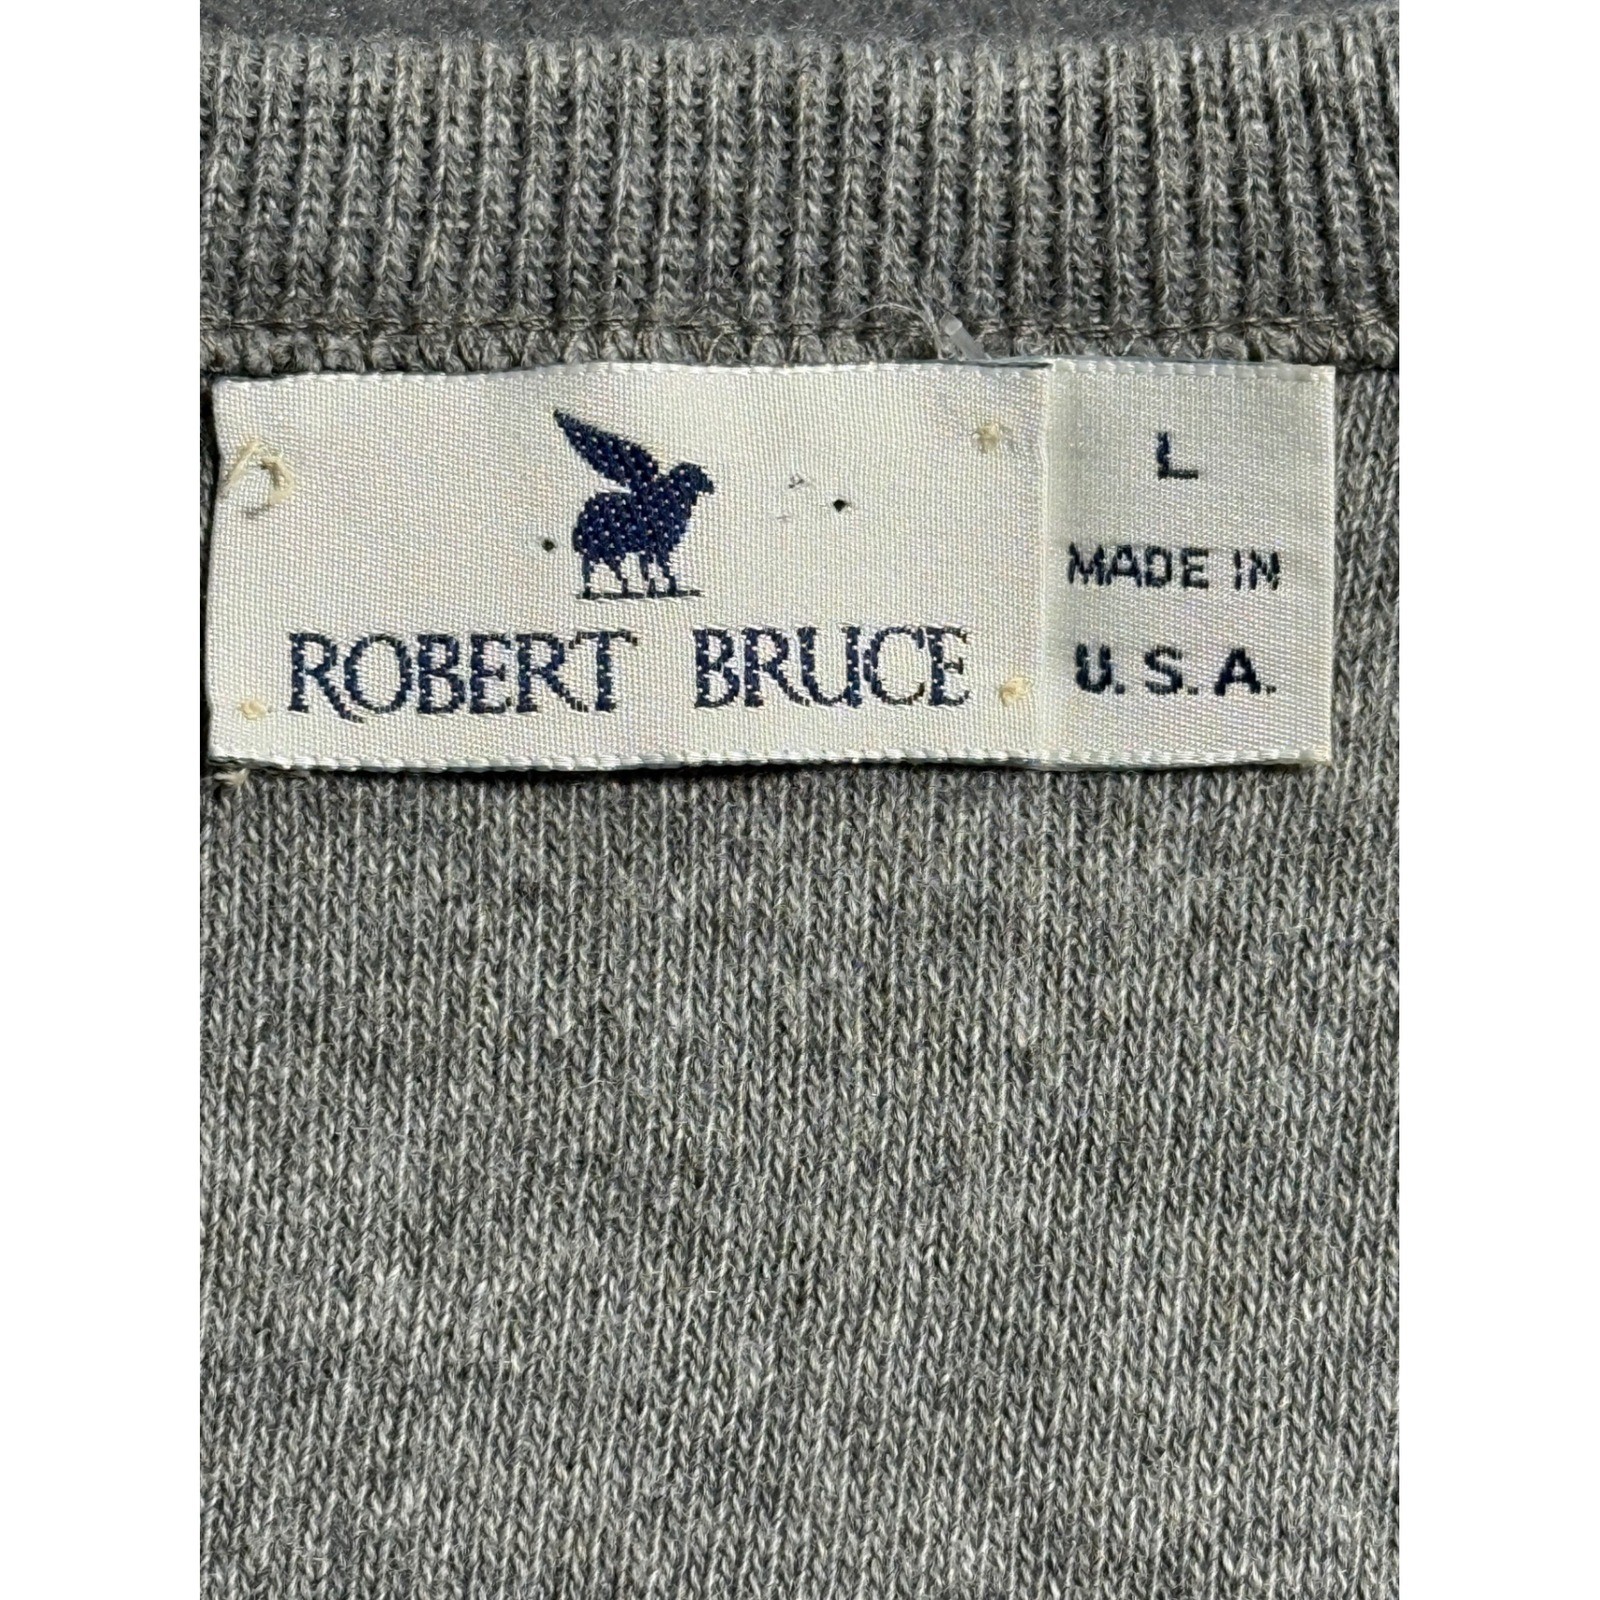 ROBERT BRUCE
L
MADE IN
U.S.A.